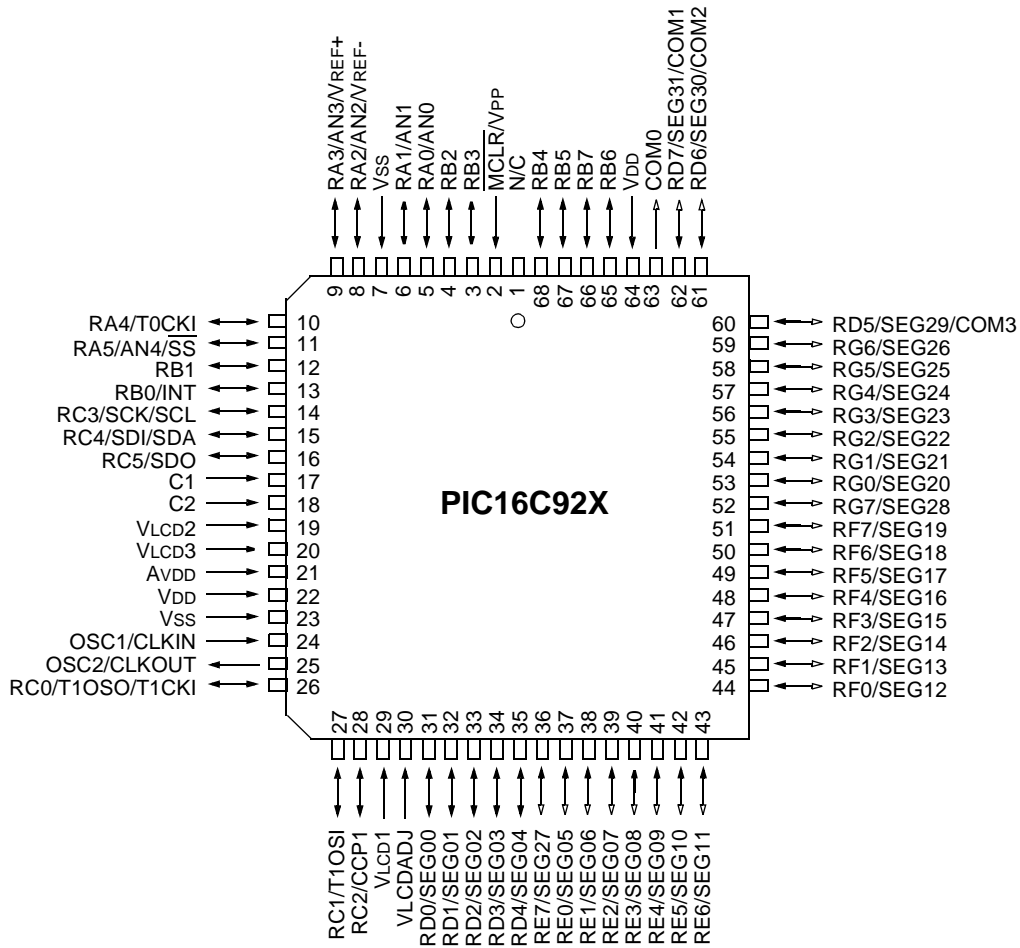 RA3/AN3/VREF+
RA2/AN2/VREF-
VSS
RA1/AN1
RA0/AN0
RB2
RB3
MCLR/VPP
N/C
RB4
RB5
RB7
RB6
VDD
COM0
RD7/SEG31/COM1
RD6/SEG30/COM2
9 8 7 6 5 4 3 2 1 68 67 66 65 64 63 62 61
RA4/T0CKI 10
RA5/AN4/SS 11
RB1 12
RB0/INT 13
RC3/SCK/SCL 14
RC4/SDI/SDA 15
RC5/SDO 16
C1 17
C2 18
VLCD2 19
VLCD3 20
AVDD 21
VDD 22
VSS 23
OSC1/CLKIN 24
OSC2/CLKOUT 25
RC0/T1OSO/T1CKI 26
PIC16C92X
60 RD5/SEG29/COM3
59 RG6/SEG26
58 RG5/SEG25
57 RG4/SEG24
56 RG3/SEG23
55 RG2/SEG22
54 RG1/SEG21
53 RG0/SEG20
52 RG7/SEG28
51 RF7/SEG19
50 RF6/SEG18
49 RF5/SEG17
48 RF4/SEG16
47 RF3/SEG15
46 RF2/SEG14
45 RF1/SEG13
44 RF0/SEG12
27 28 29 30 31 32 33 34 35 36 37 38 39 40 41 42 43
RC1/T1OSI
RC2/CCP1
VLCD1
VLCDADJ
RD0/SEG00
RD1/SEG01
RD2/SEG02
RD3/SEG03
RD4/SEG04
RE7/SEG27
RE0/SEG05
RE1/SEG06
RE2/SEG07
RE3/SEG08
RE4/SEG09
RE5/SEG10
RE6/SEG11